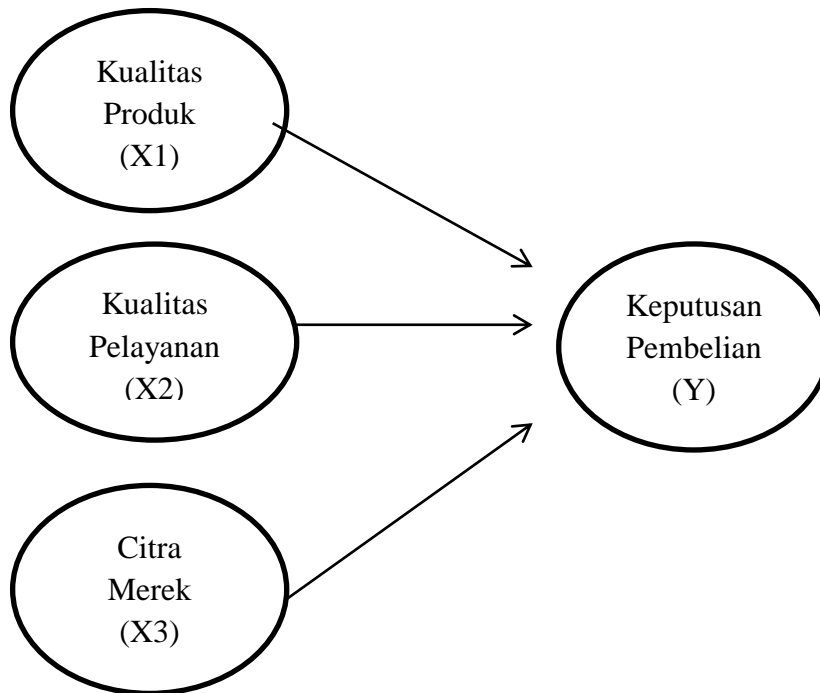 Kualitas
Produk
(X1)
Kualitas
Pelayanan
(X2)
Citra
Merek
(X3)
Keputusan
Pembelian
(Y)